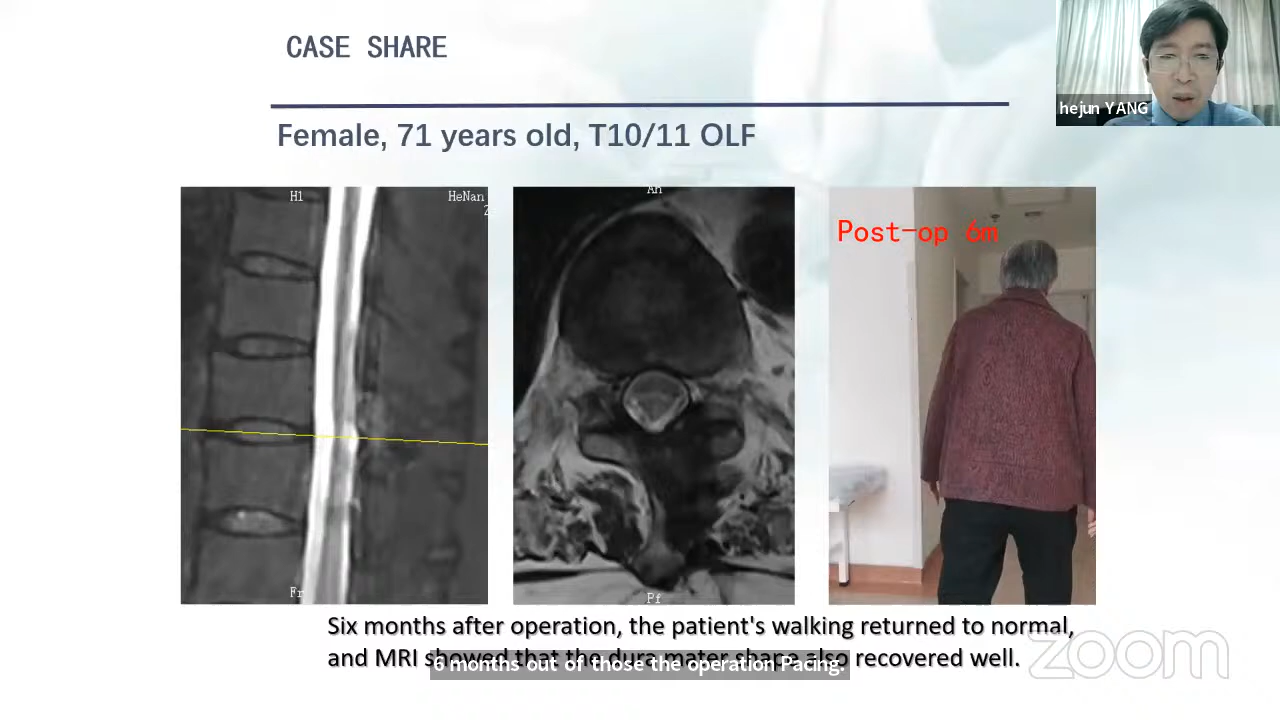 CASE SHARE
hejun YANG
Female, 71 years old, T10/11 OLF
H1
HeNan
Post-op 6m
Pf
Six months after operation, the patient's walking returned to normal,
and MRI showed that the dura mater shape also recovered well.
6 months out of those the operation Pacing.
zoom